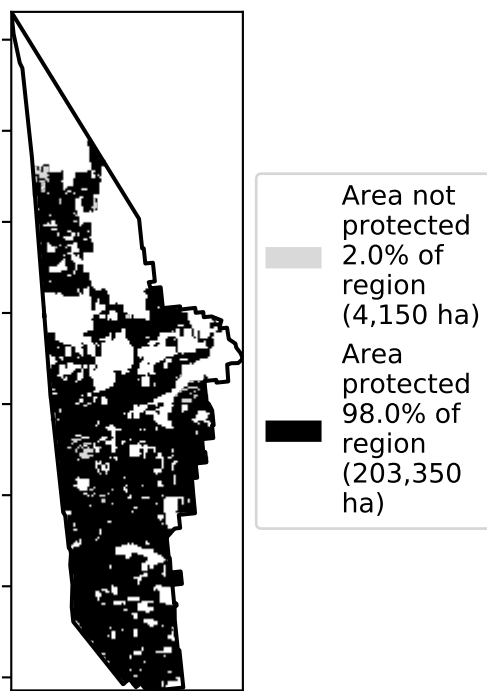 Area not
protected
2.0% of
region
(4,150 ha)
Area
protected
98.0% of
region
(203,350
ha)